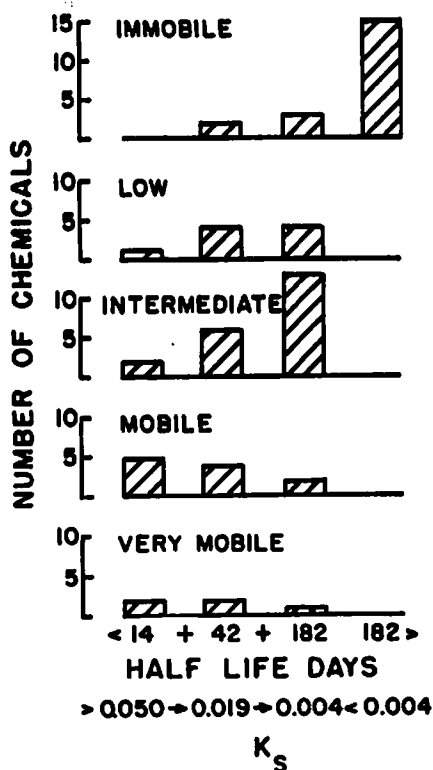 NUMBER OF CHEMICALS
15
IMMOBILE
10
5
10
LOW
5
10
INTERMEDIATE
5
10
MOBILE
5
10
VERY MOBILE
5
< 14 + 42 + 182 182 >
HALF LIFE DAYS
> 0.050 → 0.019 → 0.004 < 0.004
KS